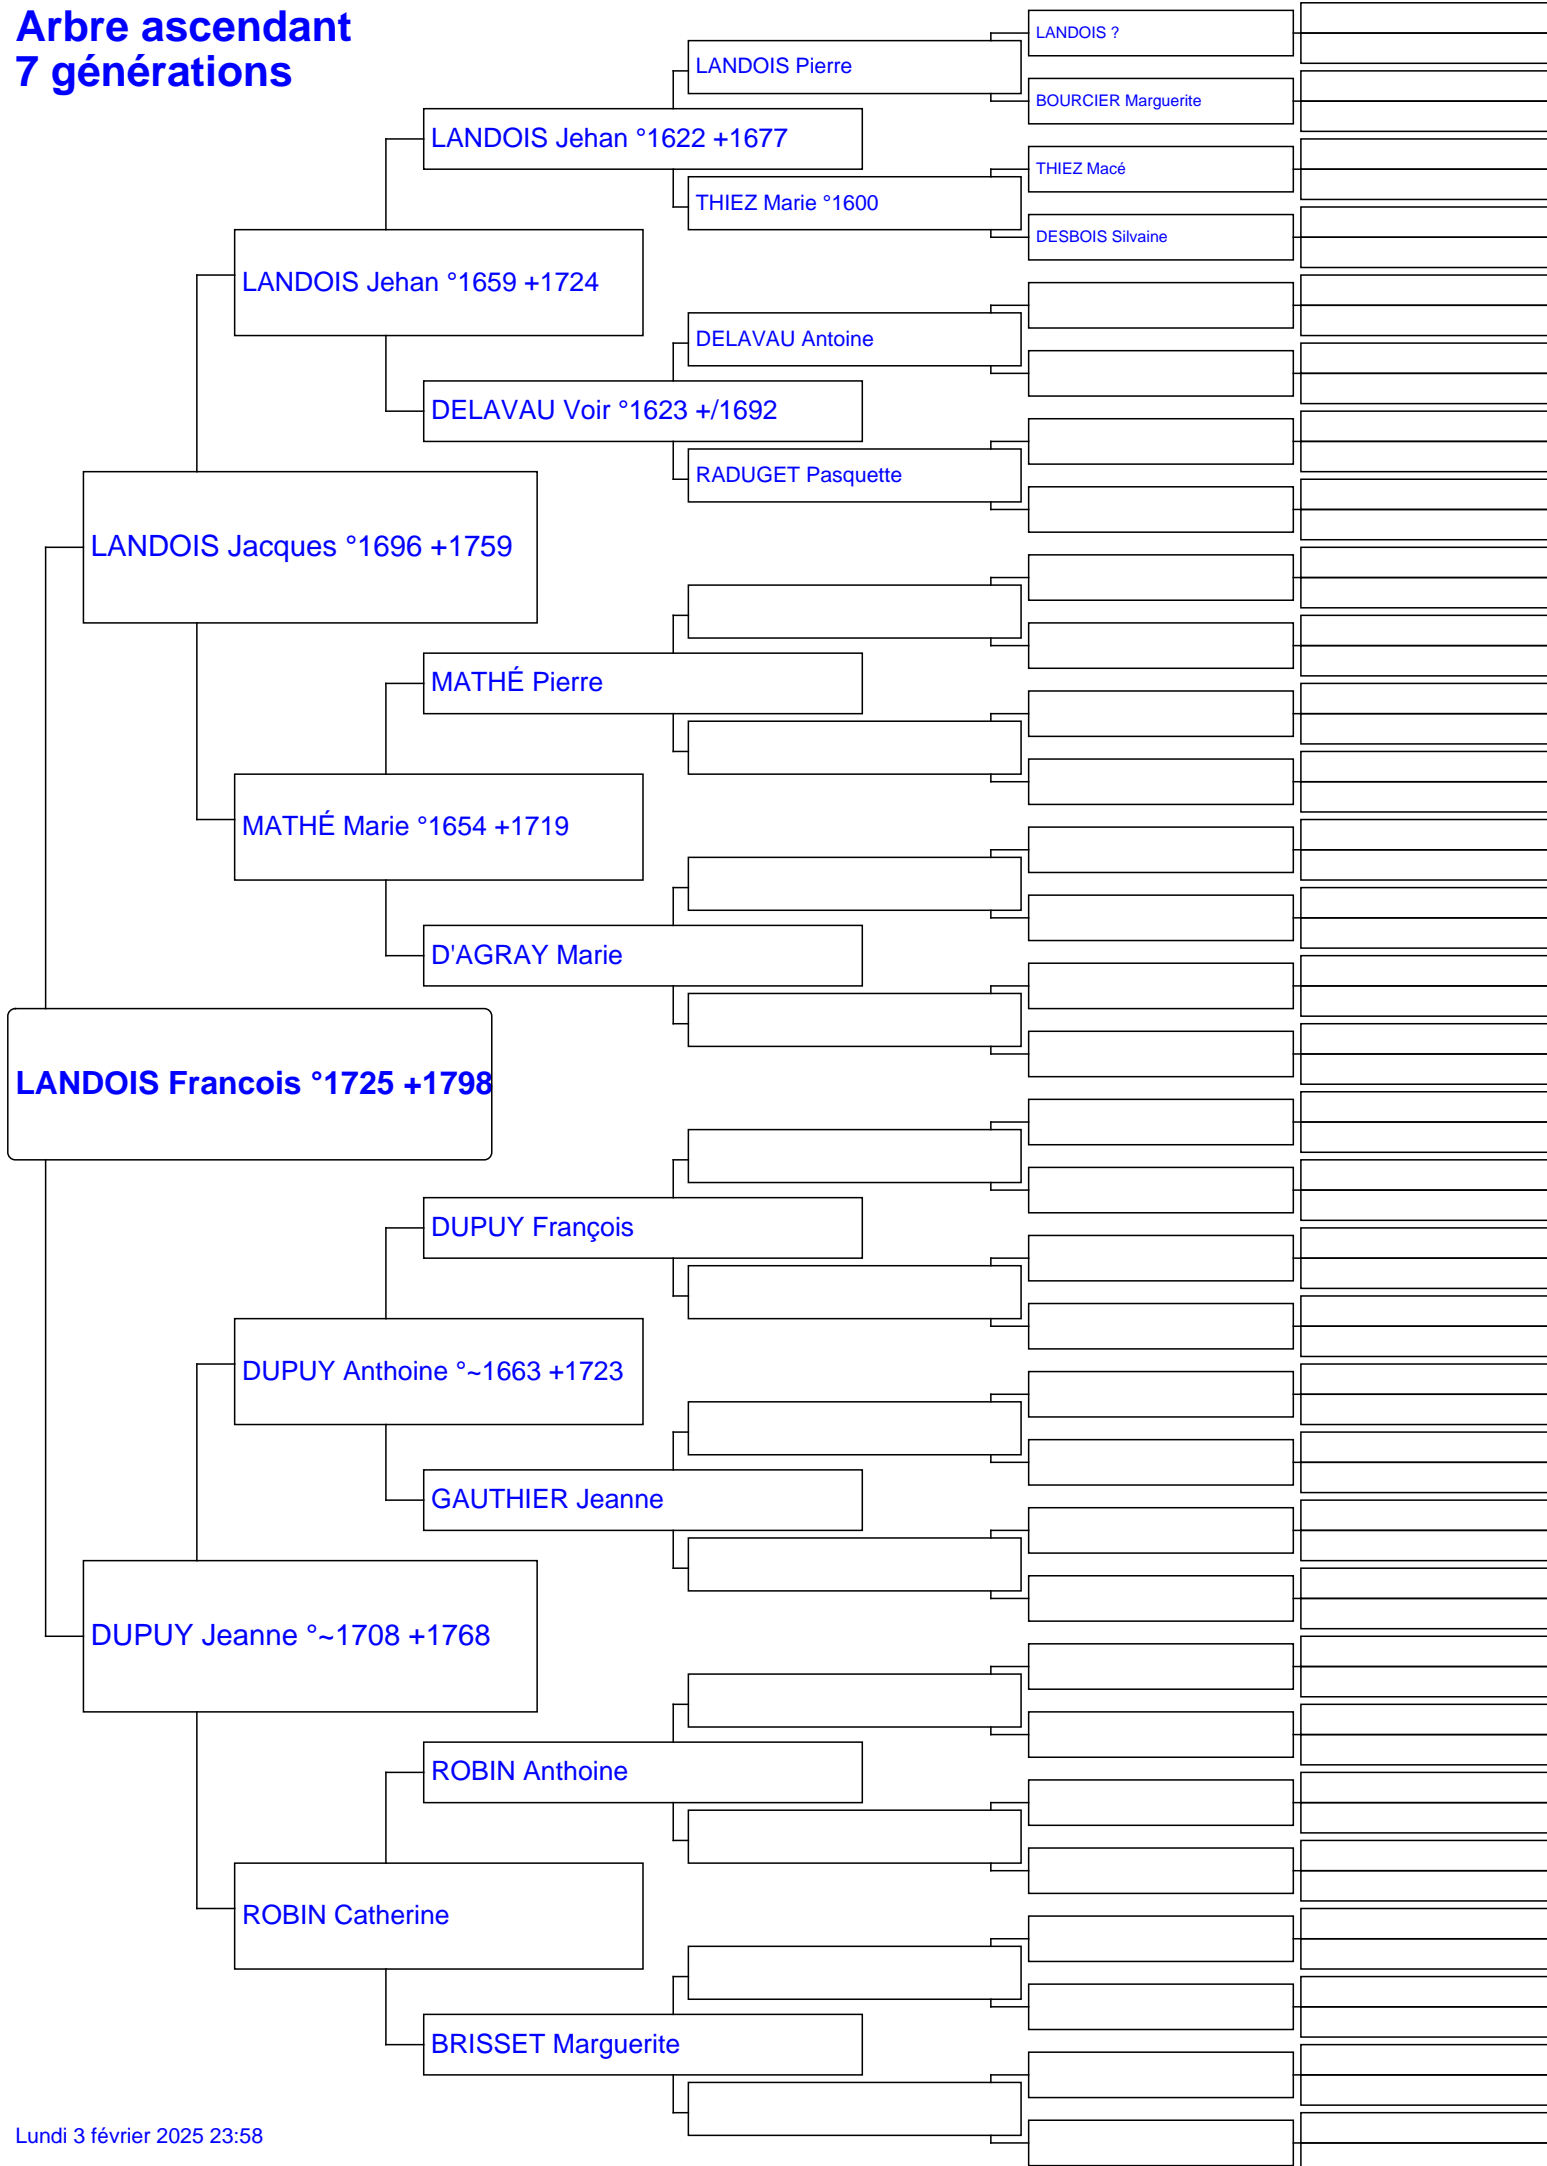 Arbre ascendant
7 générations
LANDOIS ?
LANDOIS Pierre
BOURCIER Marguerite
LANDOIS Jehan °1622 +1677
THIEZ Macé
THIEZ Marie °1600
DESBOIS Silvaine
LANDOIS Jehan °1659 +1724
DELAVAU Antoine
DELAVAU Voir °1623 +/1692
RADUGET Pasquette
LANDOIS Jacques °1696 +1759
MATHÉ Pierre
MATHÉ Marie °1654 +1719
D'AGRAY Marie
LANDOIS Francois °1725 +1798
DUPUY François
DUPUY Anthoine °~1663 +1723
GAUTHIER Jeanne
DUPUY Jeanne °~1708 +1768
ROBIN Anthoine
ROBIN Catherine
BRISSET Marguerite
Lundi 3 février 2025 23:58